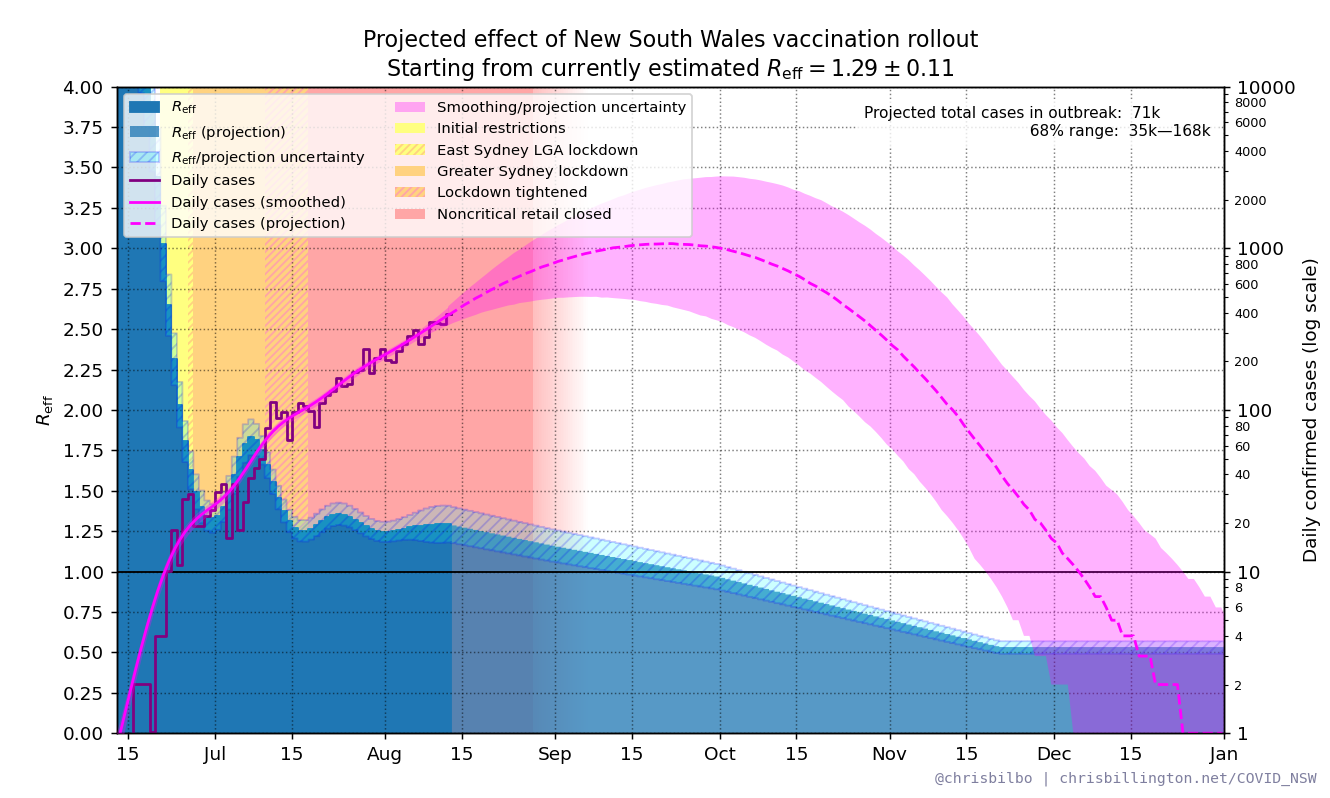 Projected effect of New South Wales vaccination rollout
Starting from currently estimated Reff = 1.29 ± 0.11
Reff
Reff (projection)
Reff/projection uncertainty
Daily cases
Daily cases (smoothed)
Daily cases (projection)
Smoothing/projection uncertainty
Initial restrictions
East Sydney LGA lockdown
Greater Sydney lockdown
Lockdown tightened
Noncritical retail closed
Projected total cases in outbreak: 71k
68% range: 35k—168k
4.00
3.75
3.50
3.25
3.00
2.75
2.50
2.25
2.00
1.75
1.50
1.25
1.00
0.75
0.50
0.25
0.00
Reff
10000
8000
6000
4000
2000
1000
800
600
400
200
100
80
60
40
20
10
8
6
4
2
1
Daily confirmed cases (log scale)
15 Jul 15 Aug 15 Sep 15 Oct 15 Nov 15 Dec 15 Jan
@chrisbilbo | chrisbillington.net/COVID_NSW